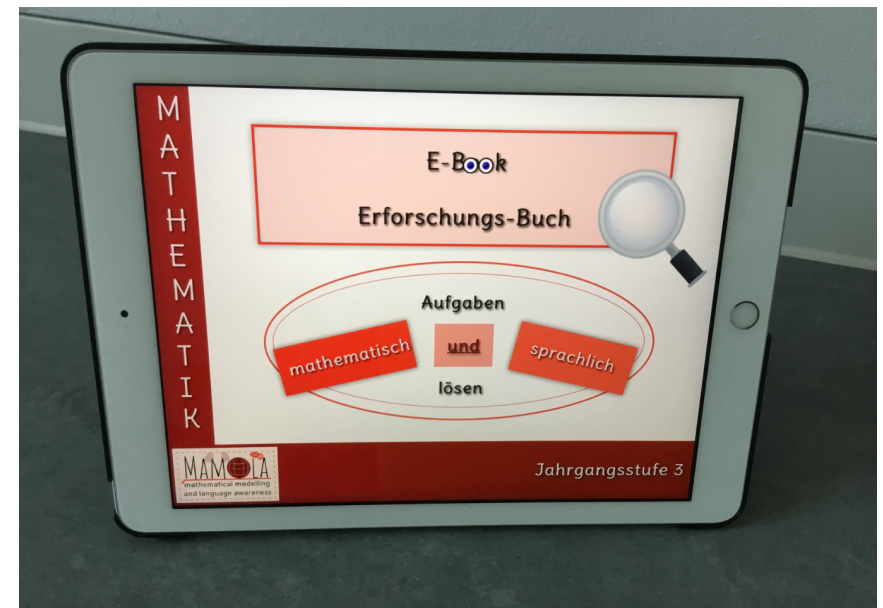 MATHEMATIK
E-Book
Erforschungs-Buch
Aufgaben
mathematisch und sprachlich
lösen
MAMOLA
mathematical modelling
and language awareness
Jahrgangsstufe 3